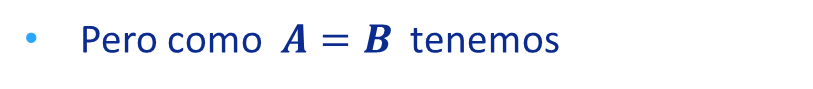 • Pero como A = B tenemos